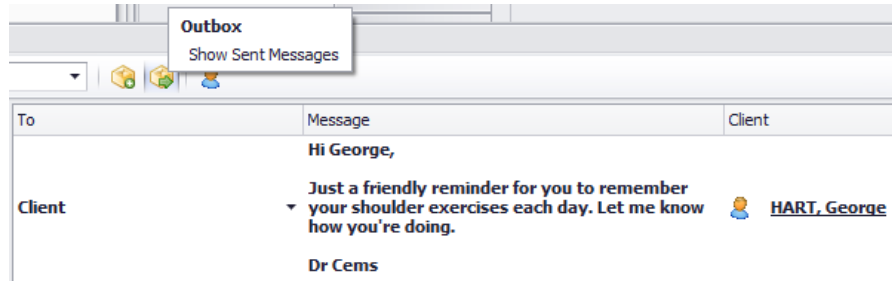 Outbox
Show Sent Messages
To Message Client
Hi George,
Just a friendly reminder for you to remember
Client your shoulder exercises each day. Let me know HART, George
how you're doing.
Dr Cems